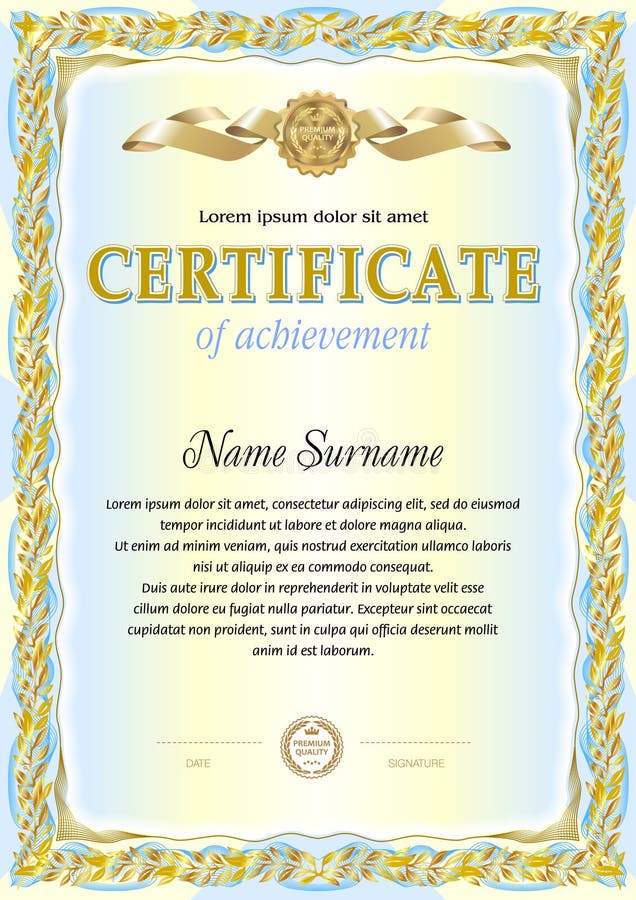 PREMIUM
QUALITY
Lorem ipsum dolor sit amet
CERTIFICATE
of achievement
Name Surname
Lorem ipsum dolor sit amet, consectetur adipiscing elit, sed do eiusmod
tempor incididunt ut labore et dolore magna aliqua.
Ut enim ad minim veniam, quis nostrud exercitation ullamco laboris
nisi ut aliquip ex ea commodo consequat.
Duis aute irure dolor in reprehenderit in voluptate velit esse
cillum dolore eu fugiat nulla pariatur. Excepteur sint occaecat
cupidatat non proident, sunt in culpa qui officia deserunt mollit
anim id est laborum.
PREMIUM
QUALITY
DATE
SIGNATURE